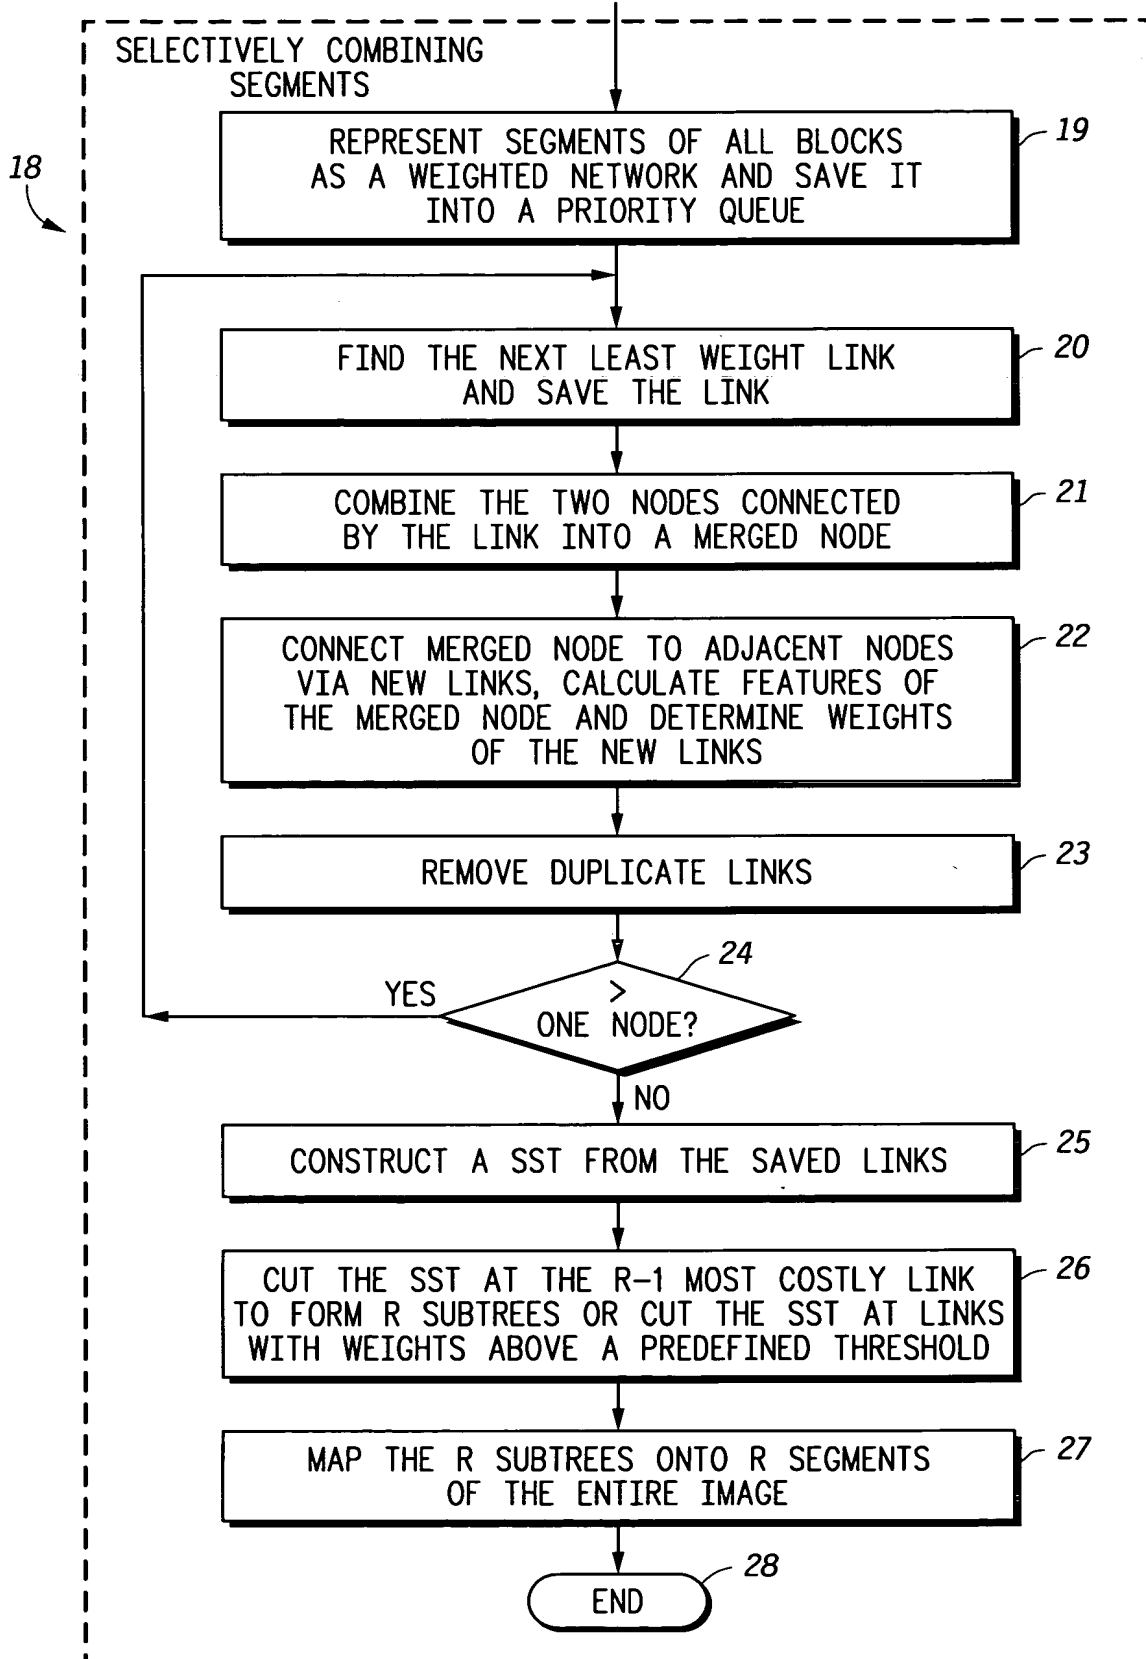 SELECTIVELY COMBINING
SEGMENTS
18
REPRESENT SEGMENTS OF ALL BLOCKS
AS A WEIGHTED NETWORK AND SAVE IT
INTO A PRIORITY QUEUE
19
FIND THE NEXT LEAST WEIGHT LINK
AND SAVE THE LINK
20
COMBINE THE TWO NODES CONNECTED
BY THE LINK INTO A MERGED NODE
21
CONNECT MERGED NODE TO ADJACENT NODES
VIA NEW LINKS, CALCULATE FEATURES OF
THE MERGED NODE AND DETERMINE WEIGHTS
OF THE NEW LINKS
22
REMOVE DUPLICATE LINKS
23
24
YES
>
ONE NODE?
NO
CONSTRUCT A SST FROM THE SAVED LINKS
25
CUT THE SST AT THE R-1 MOST COSTLY LINK
TO FORM R SUBTREES OR CUT THE SST AT LINKS
WITH WEIGHTS ABOVE A PREDEFINED THRESHOLD
26
MAP THE R SUBTREES ONTO R SEGMENTS
OF THE ENTIRE IMAGE
27
END
28